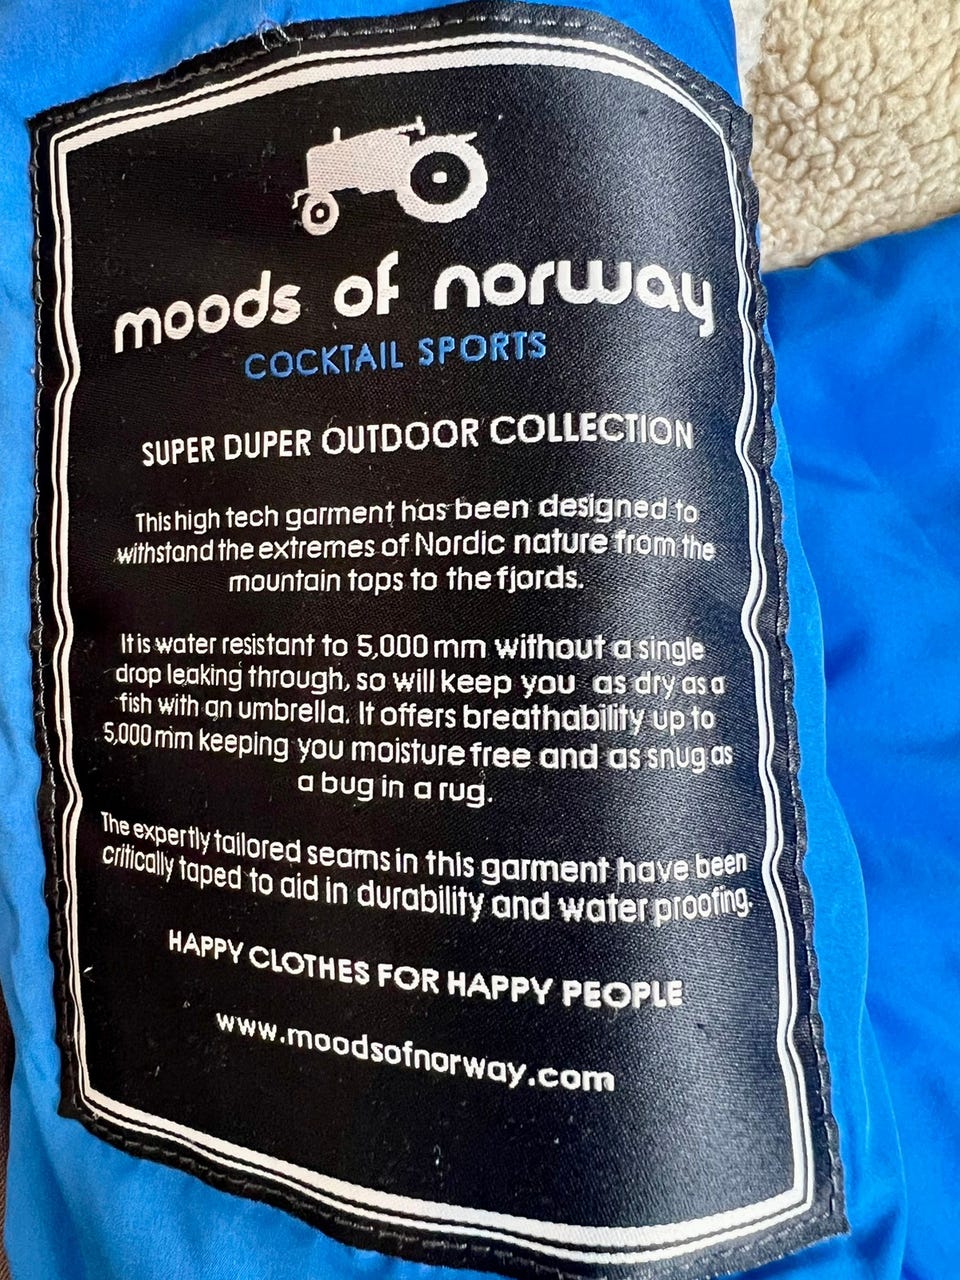 moods of norway
COCKTAIL SPORTS
SUPER DUPER OUTDOOR COLLECTION
This high tech garment has been designed to
withstand the extremes of Nordic nature from the
mountain tops to the fjords.
It is water resistant to 5,000 mm without a single
drop leaking through, so will keep you as dry as a
fish with an umbrella. It offers breathability up to
5,000 mm keeping you moisture free and as snug as
a bug in a rug.
The expertly tailored seams in this garment have been
critically taped to aid in durability and water proofing.
HAPPY CLOTHES FOR HAPPY PEOPLE
www.moodsofnorway.com